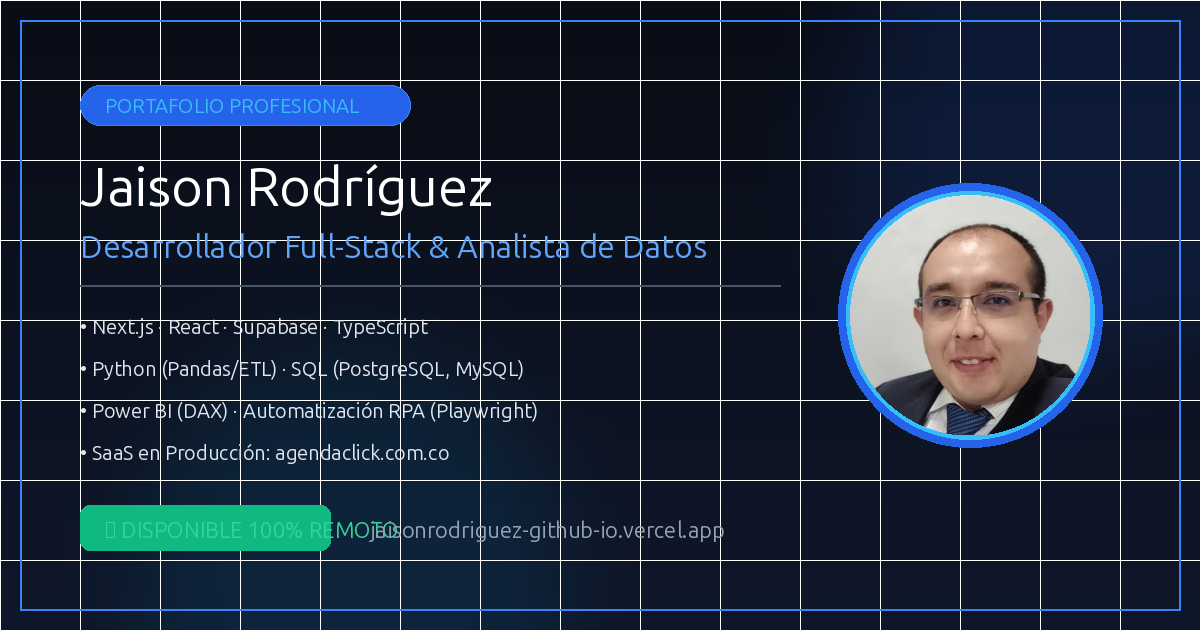 PORTAFOLIO PROFESIONAL
Jaison Rodríguez
Desarrollador Full-Stack & Analista de Datos
• Next.js · React · Supabase · TypeScript
• Python (Pandas/ETL) · SQL (PostgreSQL, MySQL)
• Power BI (DAX) · Automatización RPA (Playwright)
• SaaS en Producción: agendaclick.com.co
DISPONIBLE 100% REMOTO
jaisonrodriguez-github-io.vercel.app